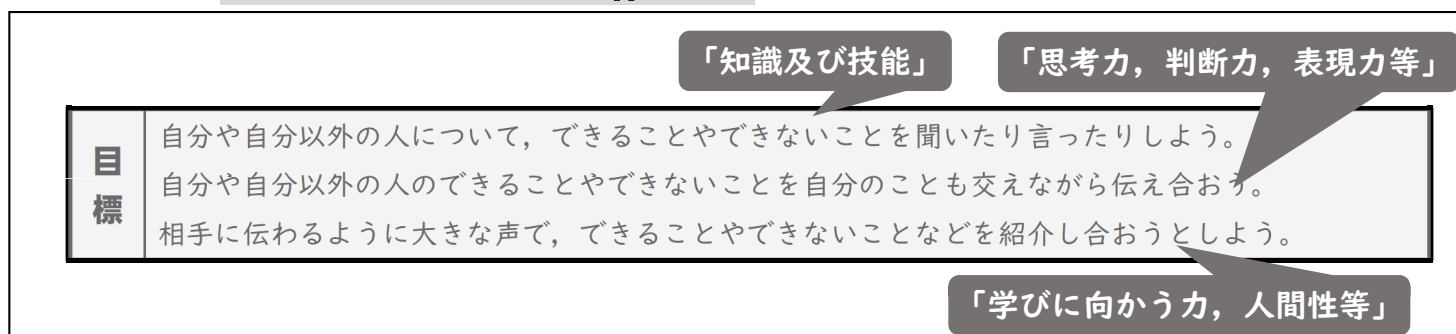 「知識及び技能」
「思考力，判断力，表現力等」
目標
自分や自分以外の人について，できることやできないことを聞いたり言ったりしよう。
自分や自分以外の人のできることやできないことを自分のことも交えながら伝え合おう。
相手に伝わるように大きな声で，できることやできないことなどを紹介し合おうとしよう。
「学びに向かう力，人間性等」